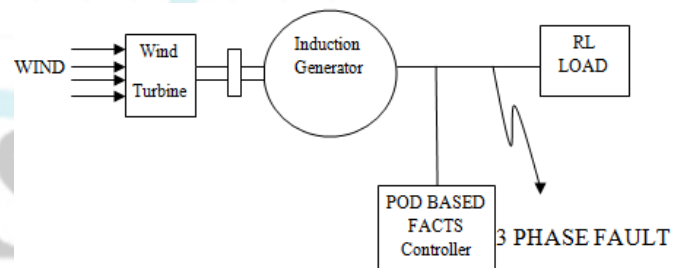 WIND
Wind
Turbine
Induction
Generator
RL
LOAD
POD BASED
FACTS
Controller
3 PHASE FAULT